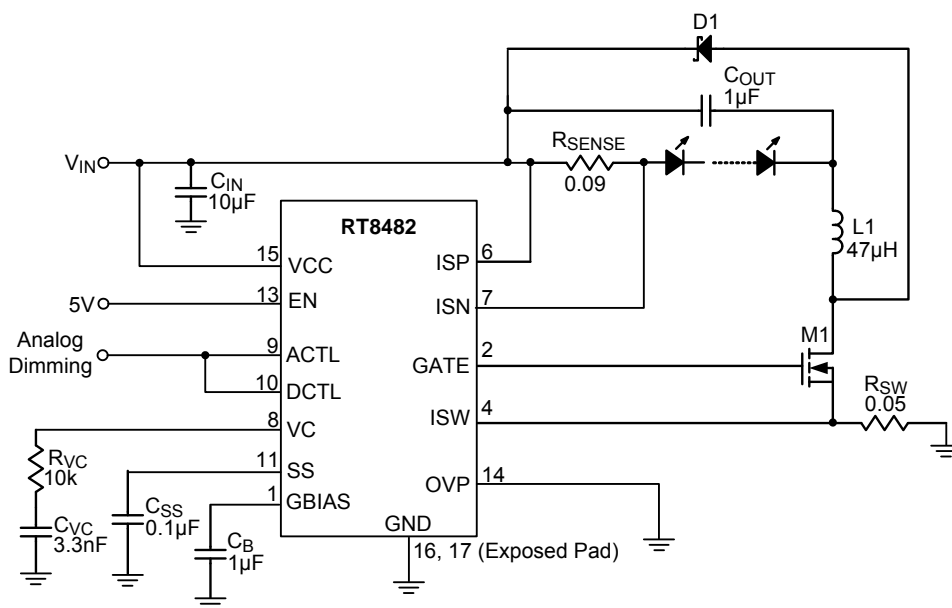 D1
COUT
1µF
RSENSE
0.09
VIN
CIN
10µF
RT8482
L1
47µH
15
VCC
ISP
6
5V
13
EN
ISN
7
M1
Analog
Dimming
9
ACTL
GATE
2
10
DCTL
RSW
0.05
8
VC
ISW
4
RVC
10k
11
SS
OVP
14
1
GBIAS
CSS
0.1µF
CVC
3.3nF
CB
1µF
GND
16, 17 (Exposed Pad)